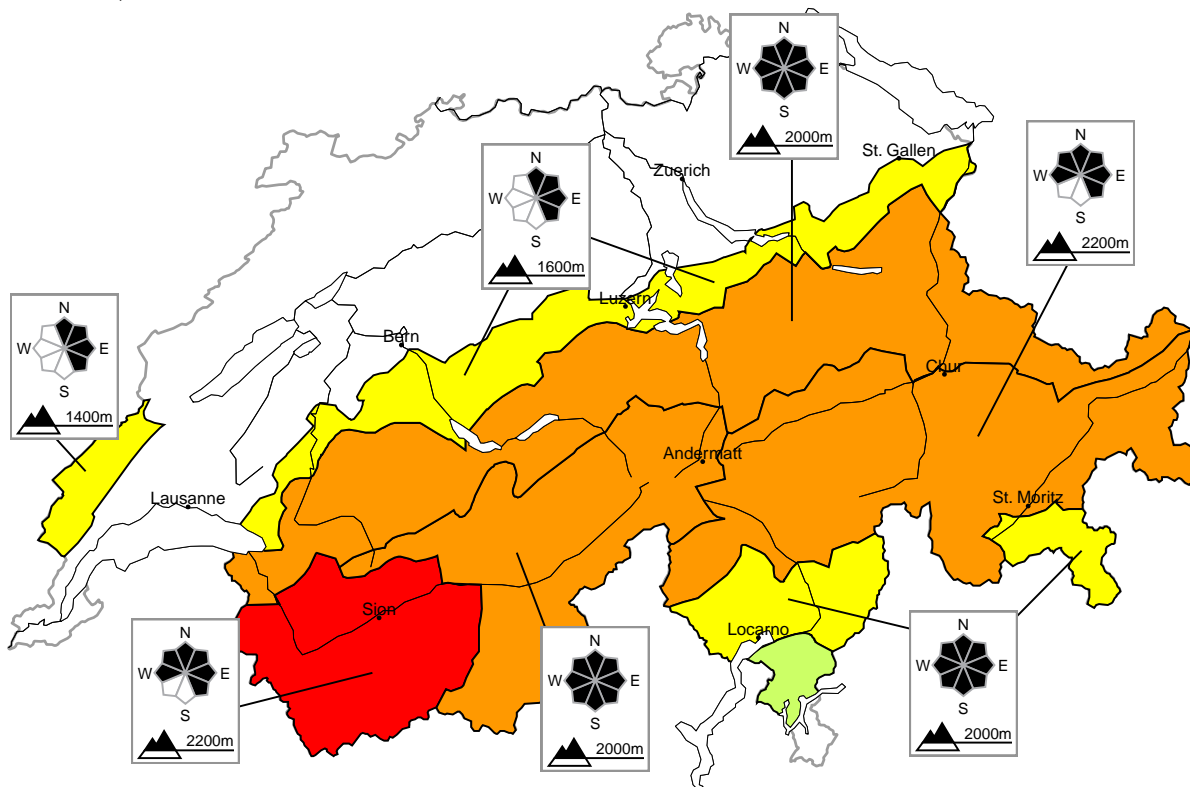 N
W E
S
2000m
St. Gallen
N
W E
S
2200m
Zuerich
N
W E
S
1600m
Luzern
Bern
N
W E
S
1400m
Chur
Andermatt
Lausanne
St. Moritz
Sion
Locarno
N
W E
S
2200m
N
W E
S
2000m
N
W E
S
2000m